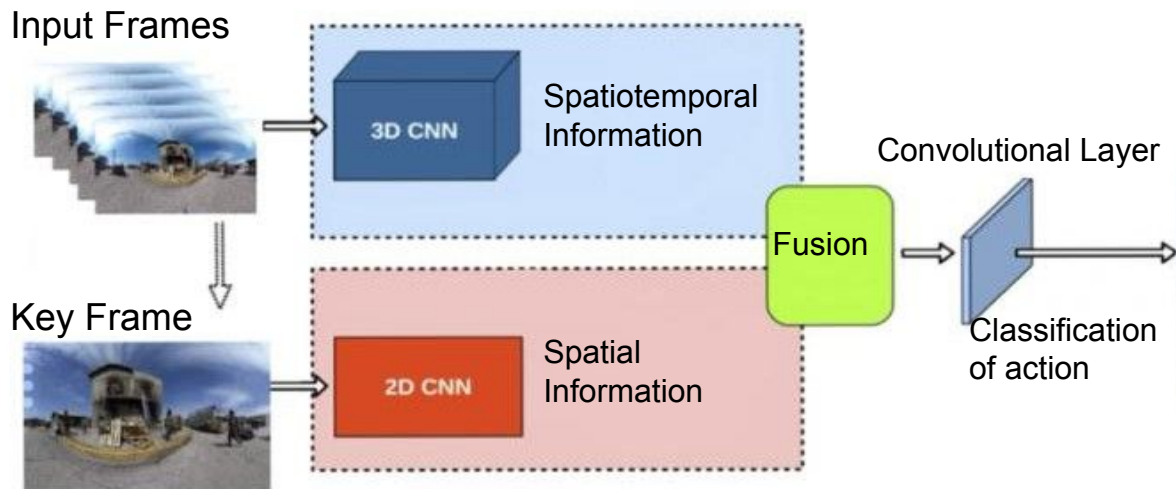 Input Frames
3D CNN
Spatiotemporal
Information
Convolutional Layer
Fusion
Key Frame
2D CNN
Spatial
Information
Classification
of action